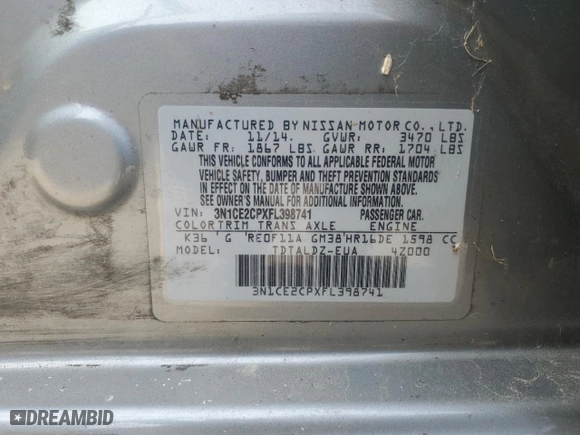 MANUFACTURED BY NISSAN MOTOR CO., LTD.
DATE: 11/14. GVWR: 3470 LBS
GAWR FR: 1867 LBS GAWR RR: 1704 LBS
THIS VEHICLE CONFORMS TO ALL APPLICABLE FEDERAL MOTOR
VEHICLE SAFETY, BUMPER AND THEFT PREVENTION STANDARDS
IN EFFECT ON THE DATE OF MANUFACTURE SHOWN ABOVE.
SEE OWNER'S MANUAL FOR ADDITIONAL INFORMATION.
VIN: 3N1CE2CPXFL398741 PASSENGER CAR.
COLOR TRIM TRANS AXLE ENGINE
K36 'G 'RE0F11A GM38'HR16DE 1598 CC
MODEL: TDTALDZ-EUA 4Z000
3N1CE2CPXFL398741
DREAMBID